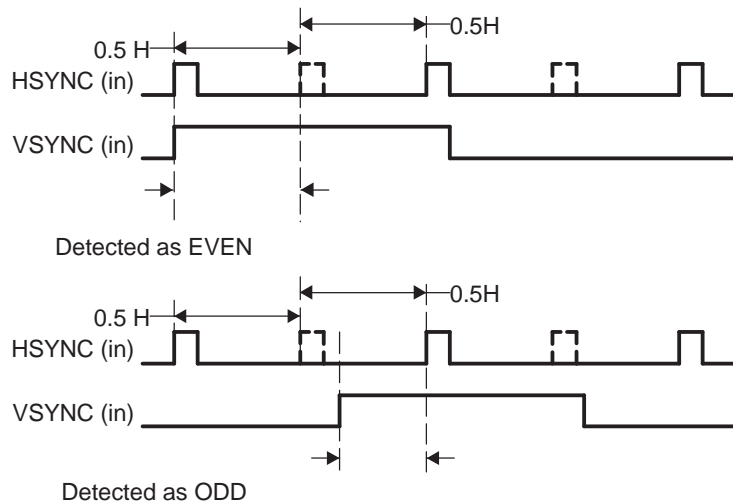 0.5H
0.5 H
HSYNC (in)
VSYNC (in)
Detected as EVEN
0.5H
0.5 H
HSYNC (in)
VSYNC (in)
Detected as ODD